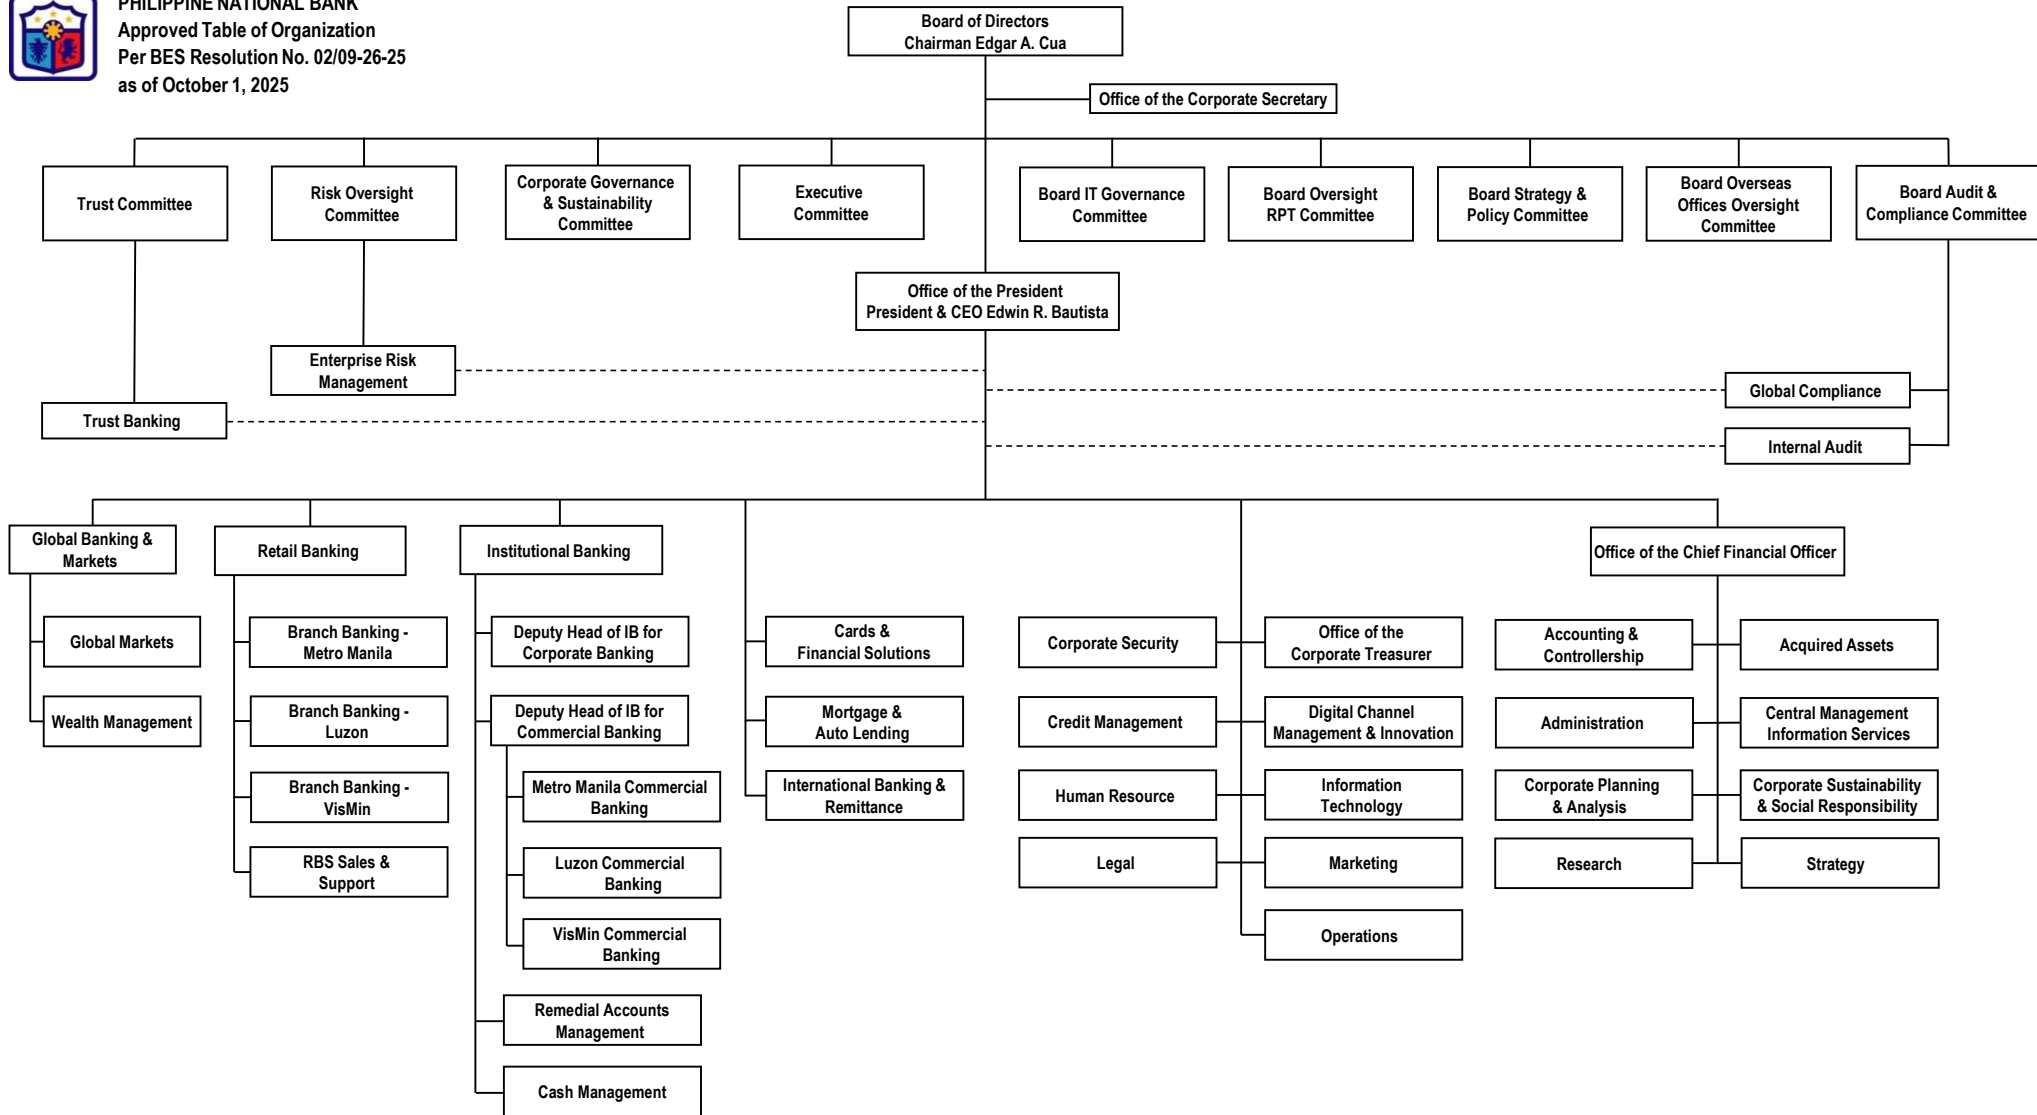 PHILIPPINE NATIONAL BANK
Approved Table of Organization
Per BES Resolution No. 02/09-26-25
as of October 1, 2025
Board of Directors
Chairman Edgar A. Cua
Office of the Corporate Secretary
Trust Committee
Risk Oversight
Committee
Corporate Governance
& Sustainability
Committee
Executive
Committee
Board IT Governance
Committee
Board Oversight
RPT Committee
Board Strategy &
Policy Committee
Board Overseas
Offices Oversight
Committee
Board Audit &
Compliance Committee
Office of the President
President & CEO Edwin R. Bautista
Enterprise Risk
Management
Global Compliance
Trust Banking
Internal Audit
Global Banking &
Markets
Retail Banking
Institutional Banking
Office of the Chief Financial Officer
Global Markets
Wealth Management
Branch Banking -
Metro Manila
Branch Banking -
Luzon
Branch Banking -
VisMin
RBS Sales &
Support
Deputy Head of IB for
Corporate Banking
Deputy Head of IB for
Commercial Banking
Metro Manila Commercial
Banking
Luzon Commercial
Banking
VisMin Commercial
Banking
Remedial Accounts
Management
Cash Management
Cards &
Financial Solutions
Mortgage &
Auto Lending
International Banking &
Remittance
Corporate Security
Office of the
Corporate Treasurer
Credit Management
Digital Channel
Management & Innovation
Human Resource
Information
Technology
Legal
Marketing
Operations
Accounting &
Controllership
Acquired Assets
Administration
Central Management
Information Services
Corporate Planning
& Analysis
Corporate Sustainability
& Social Responsibility
Research
Strategy